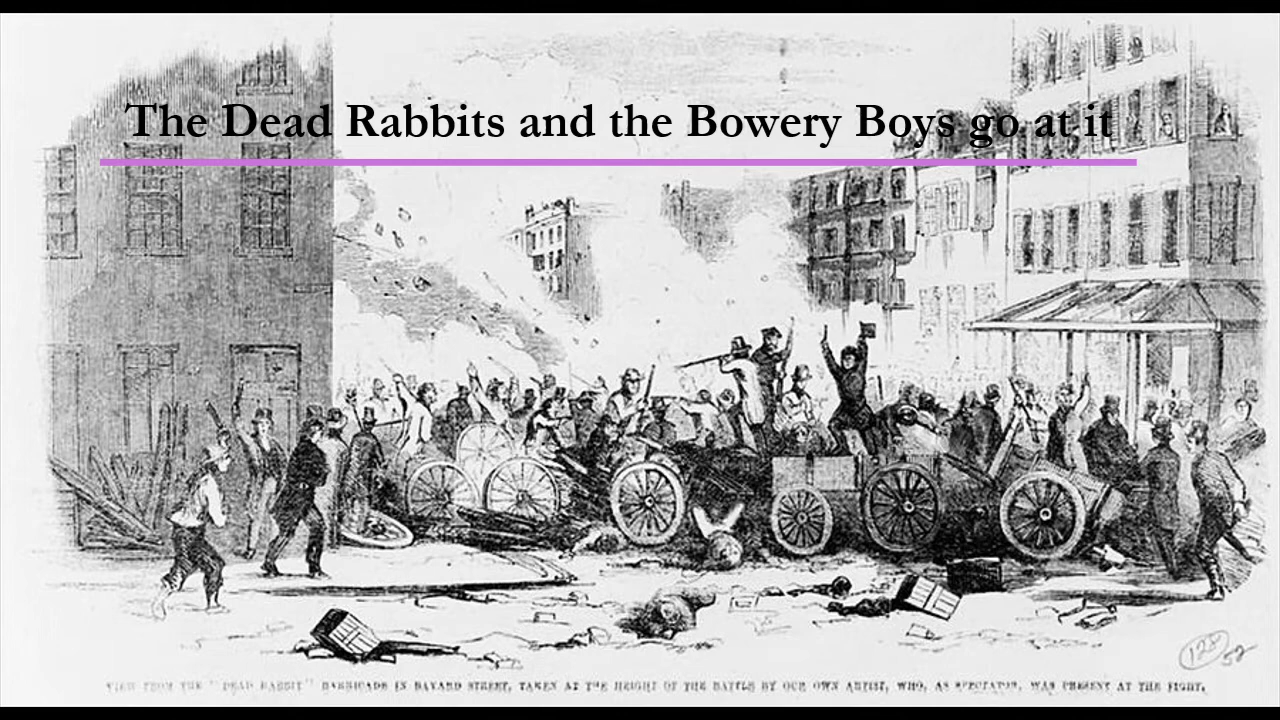 The Dead Rabbits and the Bowery Boys go at it
128
52
VIEW FROM THE "DEAD RABBIT" BARRICADE IN BAYARD STREET, TAKEN AT THE HEIGHT OF THE BATTLE BY OUR OWN ARTIST, WHO, AS SPECTATOR, WAS PRESENT AT THE FIGHT.